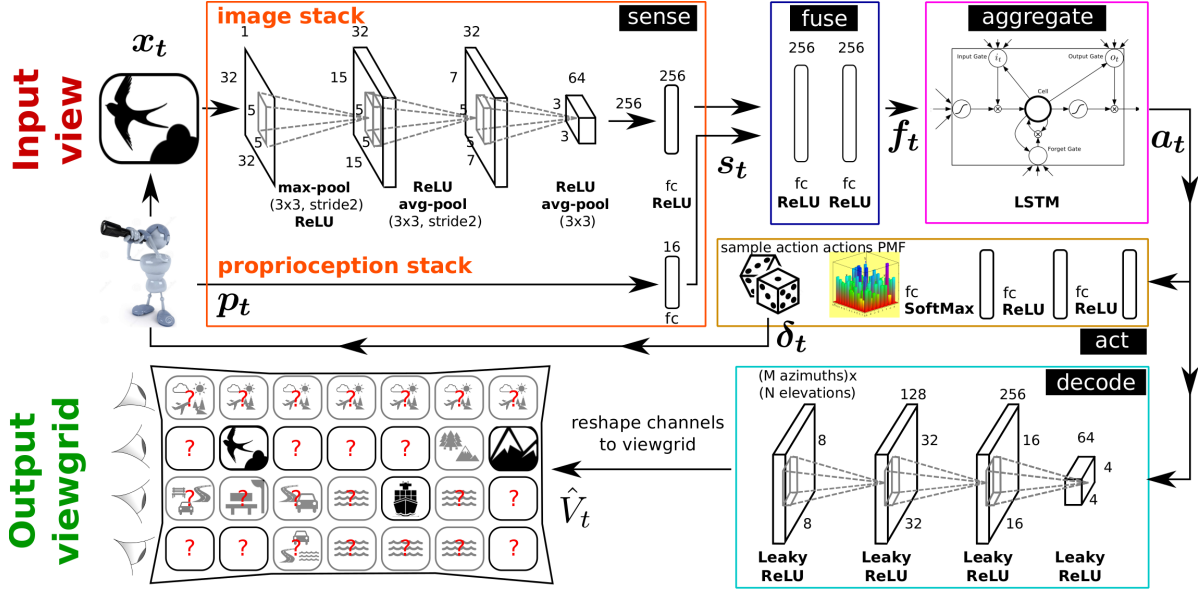 Input view
x_t
image stack
sense
1
32
32
5
5
32
15
15
5
5
32
7
7
5
5
64
3
3
256
256
max-pool
(3x3, stride2)
ReLU
ReLU
avg-pool
(3x3, stride2)
ReLU
avg-pool
(3x3)
fc
ReLU
proprioception stack
p_t
16
fc
s_t
fuse
256
256
fc
ReLU
fc
ReLU
f_t
aggregate
Input Gate
i_t
Output Gate
o_t
Cell
Forget Gate
LSTM
a_t
sample action
actions PMF
fc
SoftMax
fc
ReLU
fc
ReLU
δ_t
act
decode
(M azimuths)x
(N elevations)
8
8
128
32
32
256
16
16
64
4
4
Leaky
ReLU
Leaky
ReLU
Leaky
ReLU
Leaky
ReLU
reshape channels
to viewgrid
V̂_t
Output
viewgrid
? ? ? ? ? ? ?
? ? ? ?
? ? ? ? ? ?
? ? ? ? ? ? ?